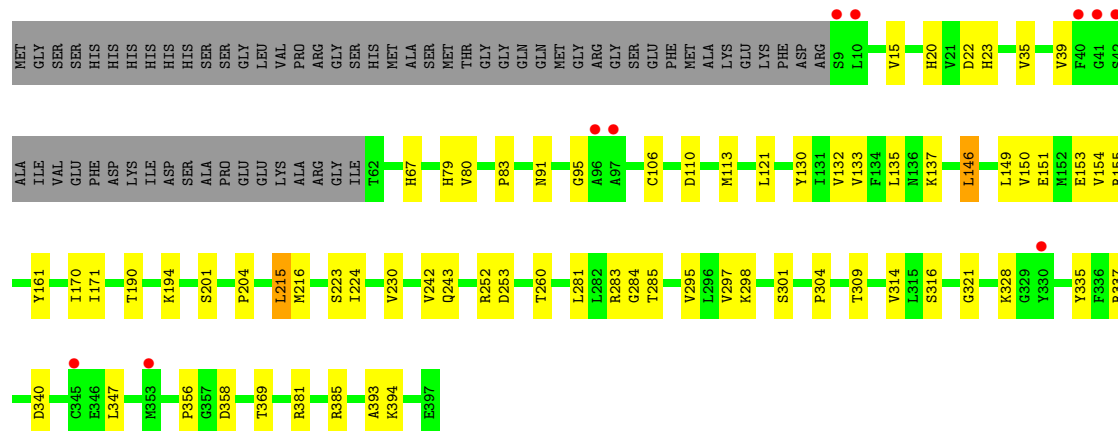 MET GLY SER SER HIS HIS HIS HIS HIS HIS SER SER GLY LEU VAL PRO ARG GLY SER HIS MET ALA SER MET THR GLY GLY GLN GLN MET GLY ARG GLY SER GLU PHE MET ALA LYS GLU LYS PHE ASP ARG S9 L10 V15 H20 V21 D22 H23 V35 V39 F40 G41 S42
ALA ILE VAL GLU PHE ASP LYS ILE ASP SER ALA PRO GLU GLU LYS ALA ARG GLY ILE T62 H67 H79 V80 P83 N91 G95 A96 A97 C106 D110 M113 L121 Y130 I131 V132 V133 F134 L135 N136 K137 L146 L149 V150 E151 M152 E153 V154 R155
Y161 I170 I171 T190 K194 S201 P204 L215 M216 S223 I224 V230 V242 Q243 R252 D253 T260 L281 L282 R283 G284 T285 V295 L296 V297 K298 S301 P304 T309 V314 L315 S316 G321 K328 G329 Y330 Y335 F336 R337
D340 C345 E346 L347 M353 P356 G357 D358 T369 R381 R385 A393 K394 E397